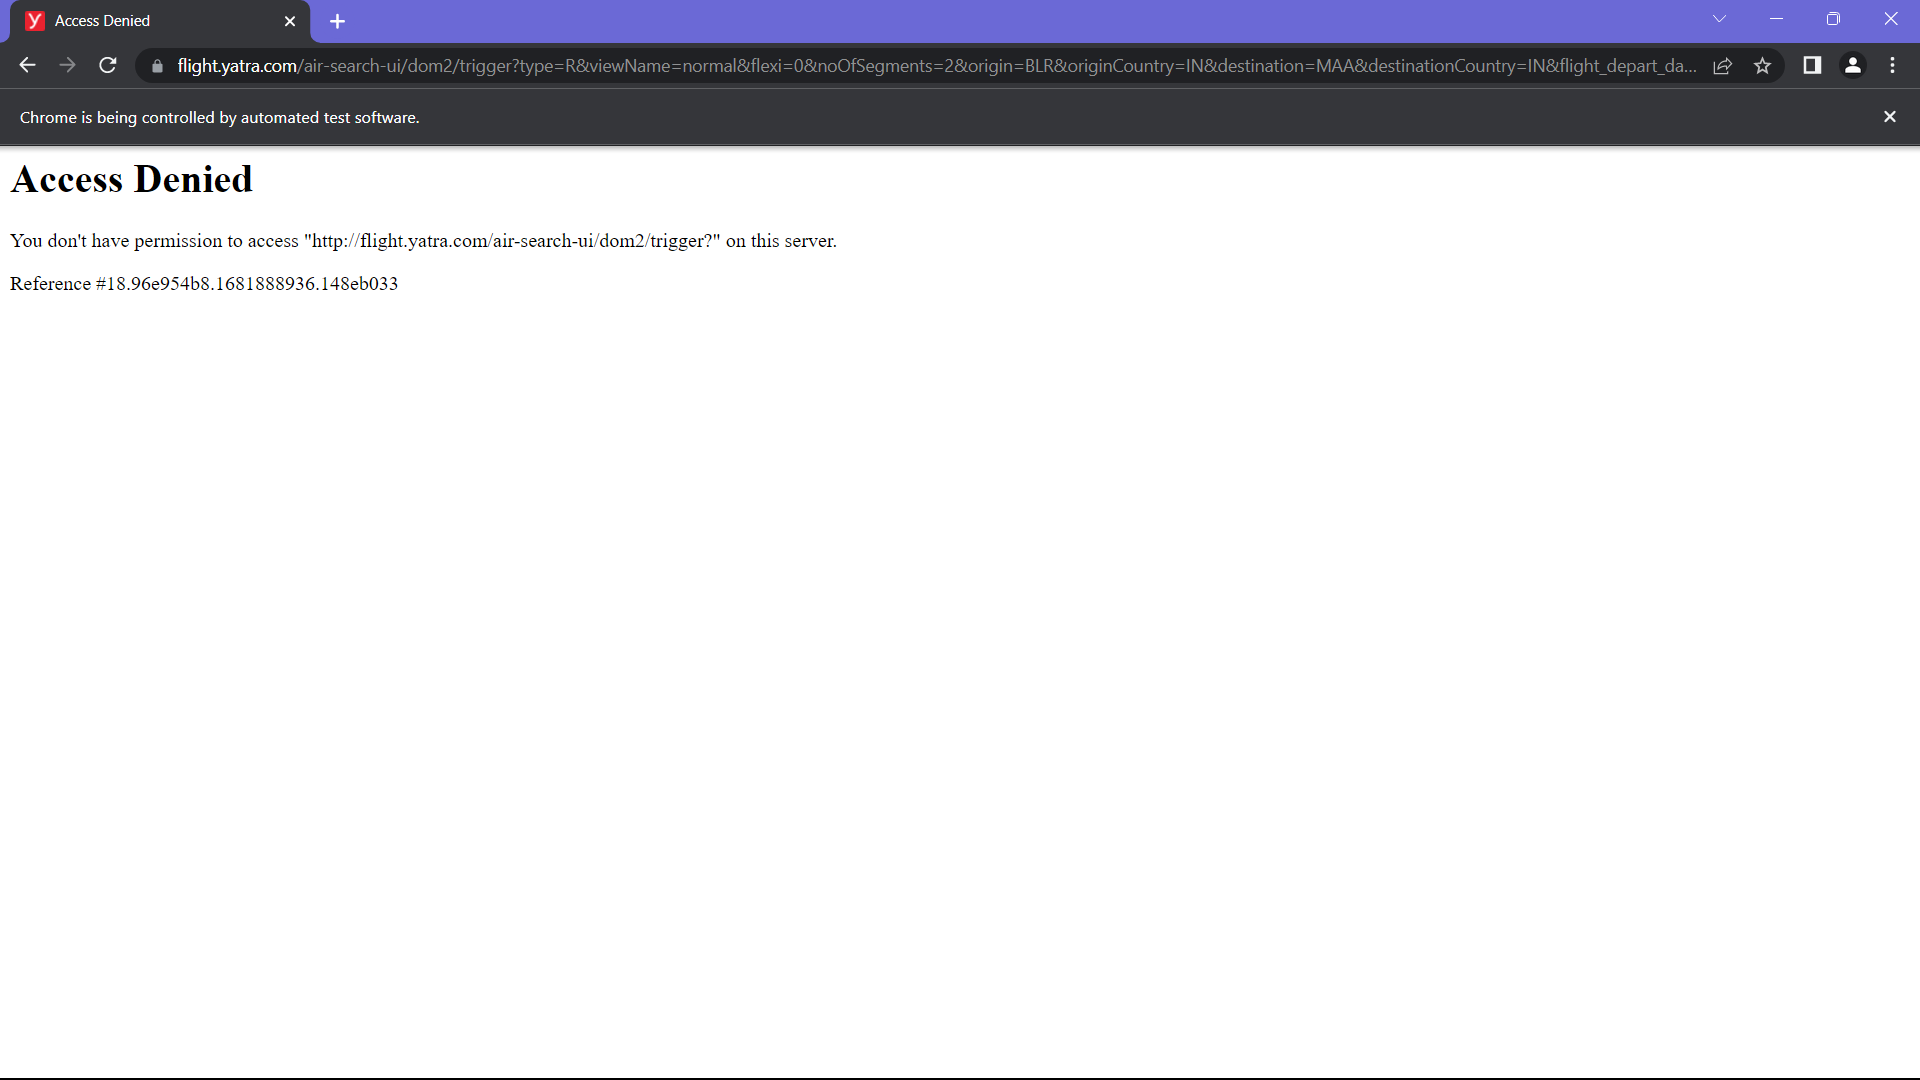 Access Denied
flight.yatra.com/air-search-ui/dom2/trigger?type=R&viewName=normal&flexi=0&noOfSegments=2&origin=BLR&originCountry=IN&destination=MAA&destinationCountry=IN&flight_depart_da...
Chrome is being controlled by automated test software.
Access Denied
You don't have permission to access "http://flight.yatra.com/air-search-ui/dom2/trigger?" on this server.
Reference #18.96e954b8.1681888936.148eb033